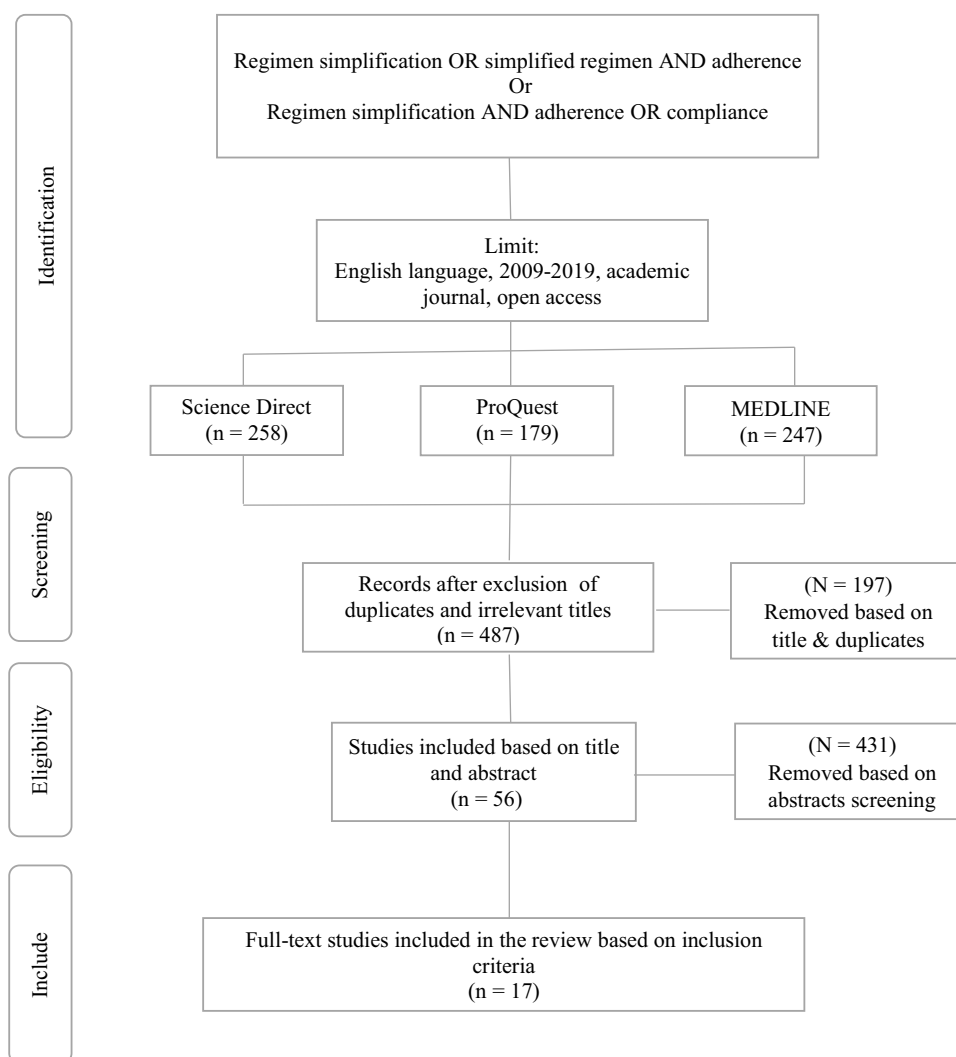 Identification
Regimen simplification OR simplified regimen AND adherence
Or
Regimen simplification AND adherence OR compliance
Limit:
English language, 2009-2019, academic
journal, open access
Science Direct
(n = 258)
ProQuest
(n = 179)
MEDLINE
(n = 247)
Screening
Records after exclusion of
duplicates and irrelevant titles
(n = 487)
(N = 197)
Removed based on
title & duplicates
Eligibility
Studies included based on title
and abstract
(n = 56)
(N = 431)
Removed based on
abstracts screening
Include
Full-text studies included in the review based on inclusion
criteria
(n = 17)